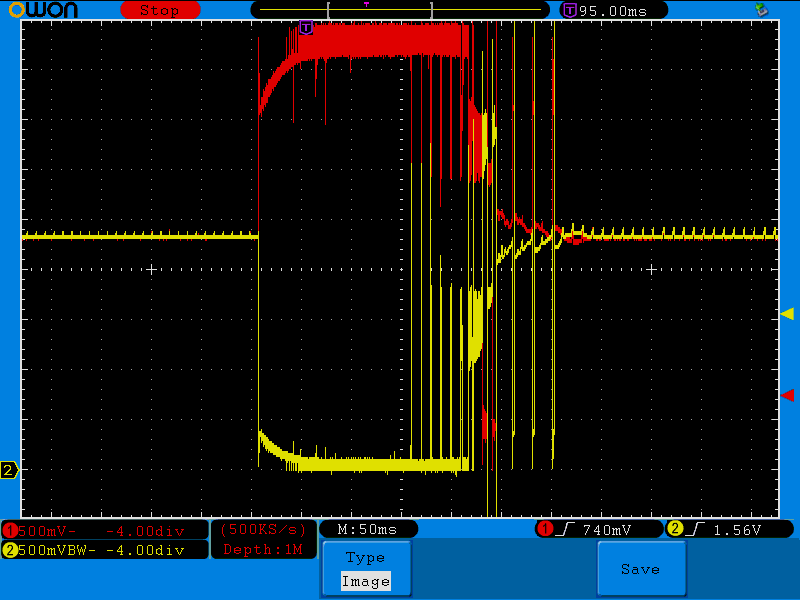 OWON Stop T T 95.00ms
T
2
1 500mV- -4.00div (500KS/s) M:50ms 1 740mV 2 1.56V
2 500mVBW- -4.00div Depth:1M
Type
Image
Save